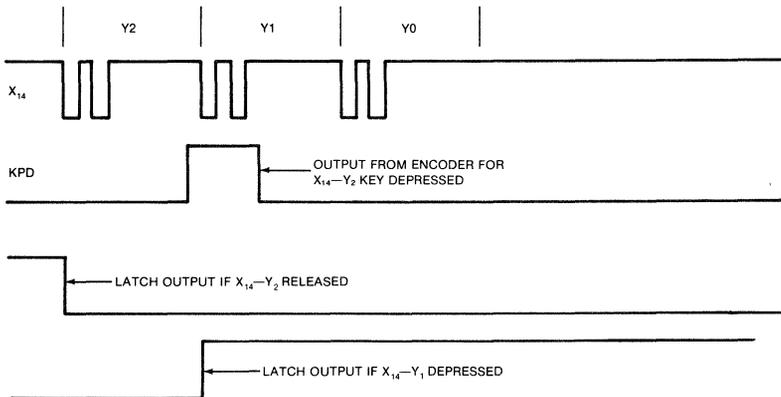 Y2 Y1 Y0
X₁₄
KPD
OUTPUT FROM ENCODER FOR
X₁₄—Y₂ KEY DEPRESSED
LATCH OUTPUT IF X₁₄—Y₂ RELEASED
LATCH OUTPUT IF X₁₄—Y₁ DEPRESSED